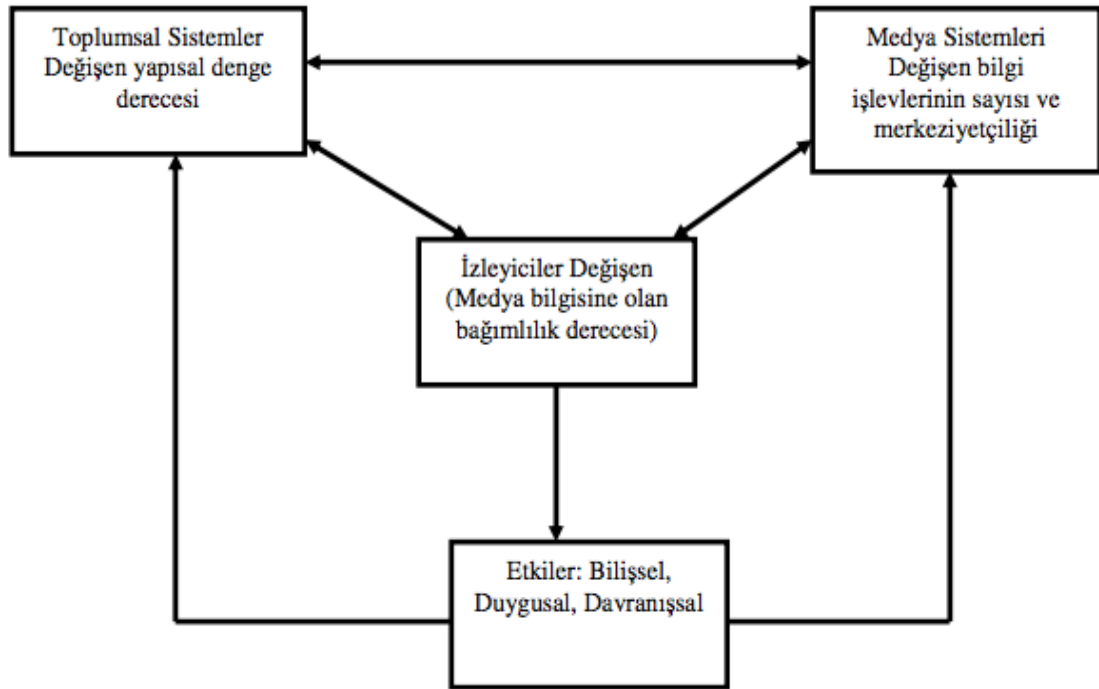 Toplumsal Sistemler
Değişen yapısal denge
derecesi
Medya Sistemleri
Değişen bilgi
işlevlerinin sayısı ve
merkeziyetçiliği
İzleyiciler Değişen
(Medya bilgisine olan
bağımlılık derecesi)
Etkiler: Bilişsel,
Duygusal, Davranışsal